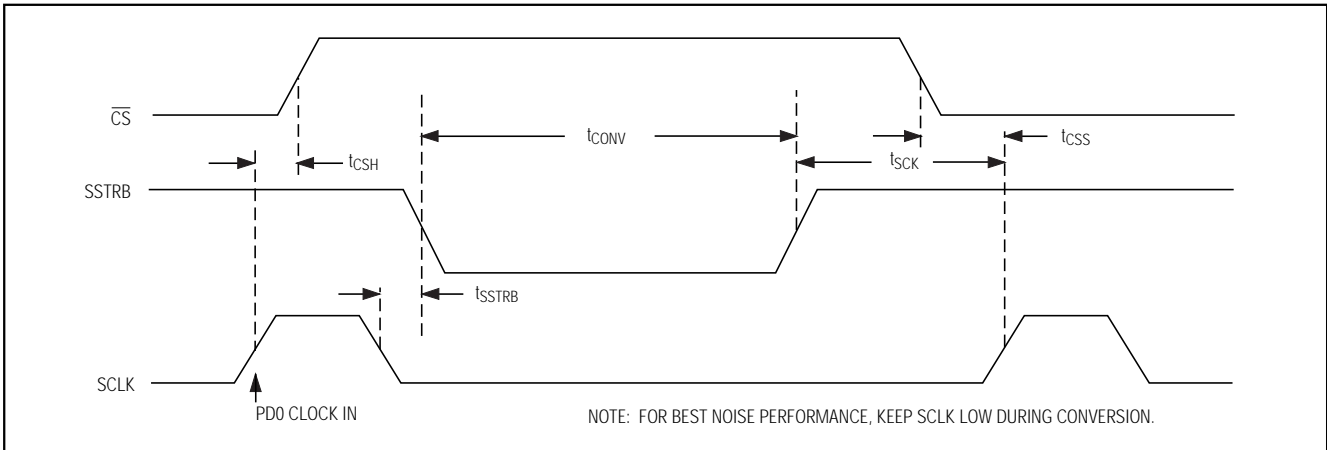 CS
tCONV
tCSS
tCSH
tSCK
SSTRB
tSSTRB
SCLK
PD0 CLOCK IN
NOTE: FOR BEST NOISE PERFORMANCE, KEEP SCLK LOW DURING CONVERSION.